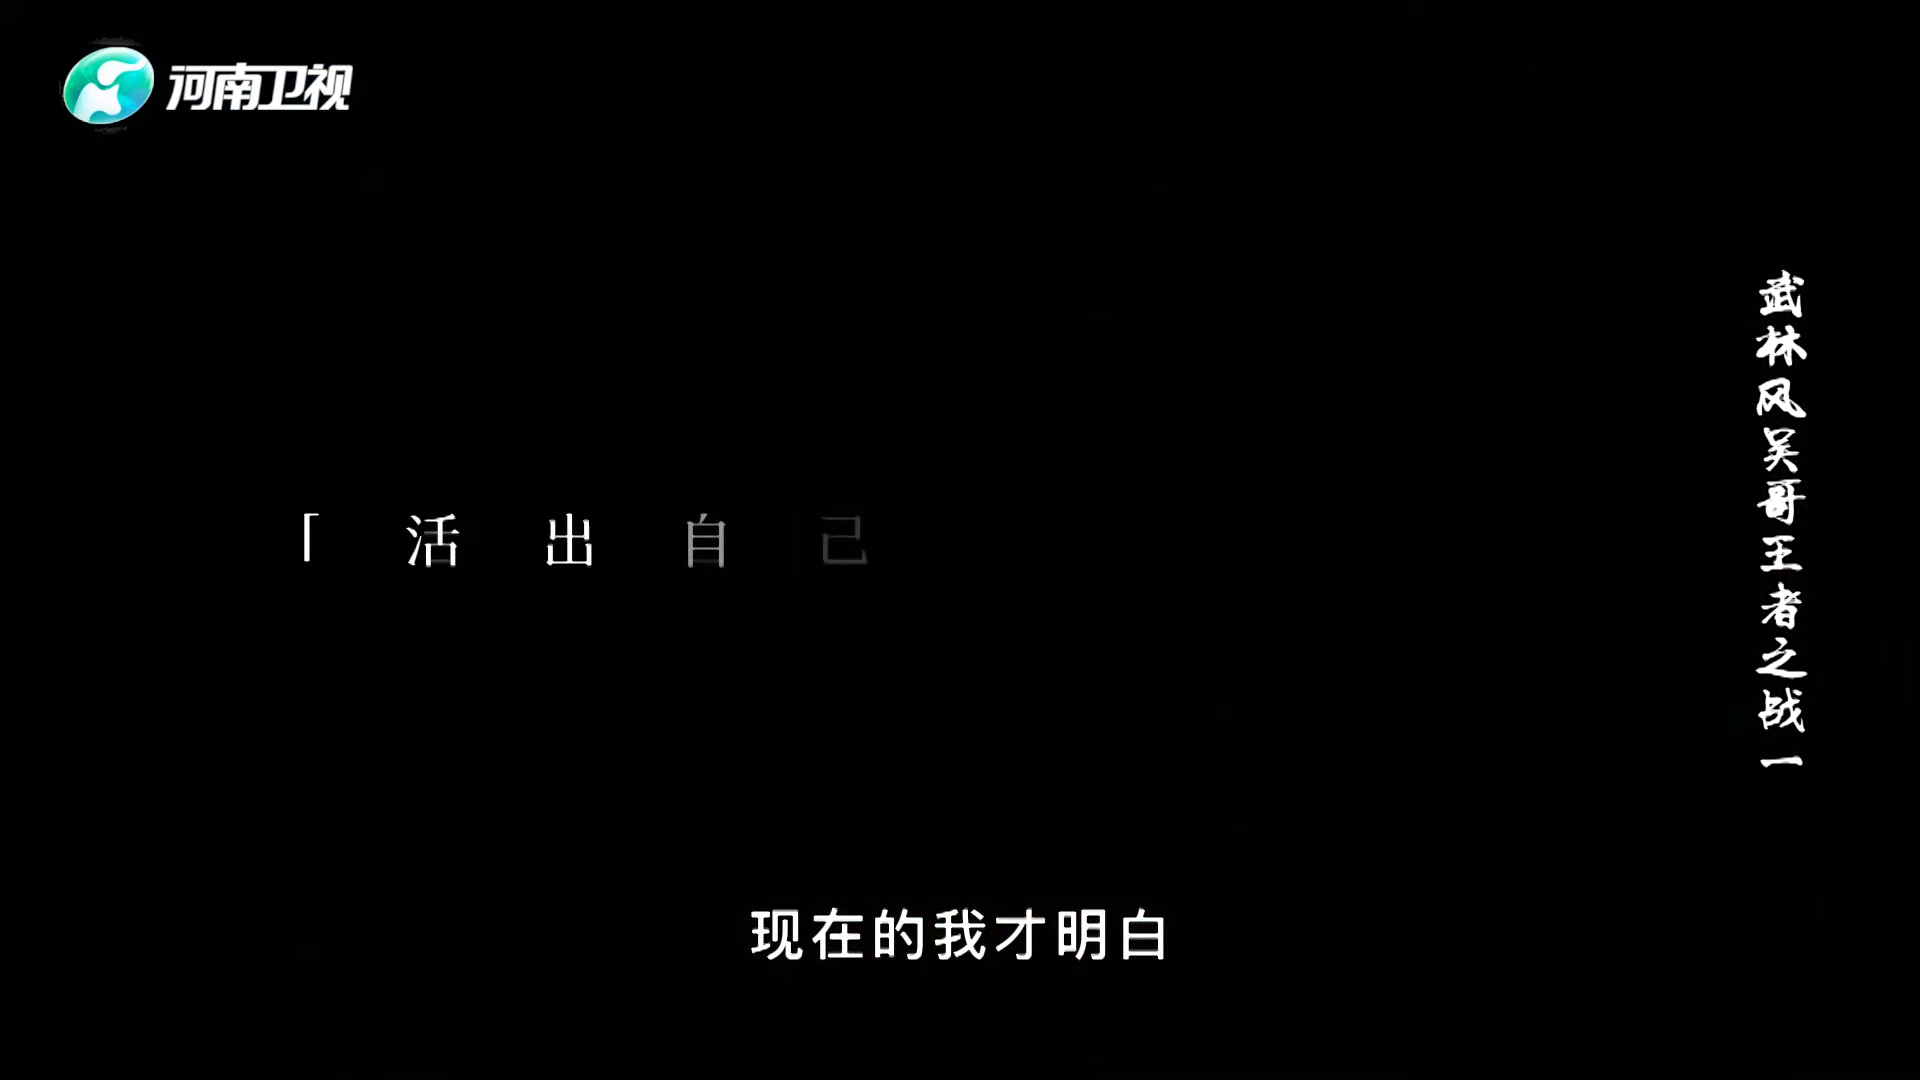 河南卫视
「活出自己
武林风吴哥王者之战一
现在的我才明白